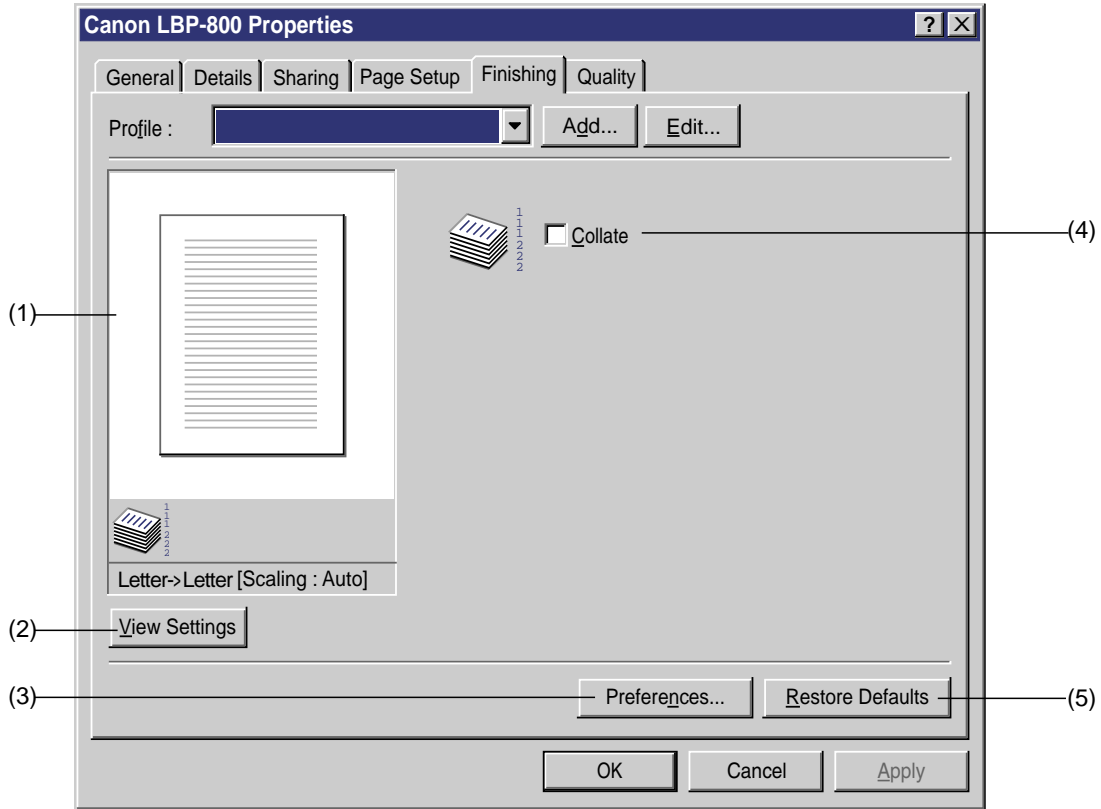 Canon LBP-800 Properties
?
General Details Sharing Page Setup Finishing Quality
Profile : Add... Edit...
1
1
1
2
2
2
Collate
(4)
(1)
1
1
1
2
2
2
Letter->Letter [Scaling : Auto]
(2) View Settings
(3) Preferences... Restore Defaults (5)
OK Cancel Apply